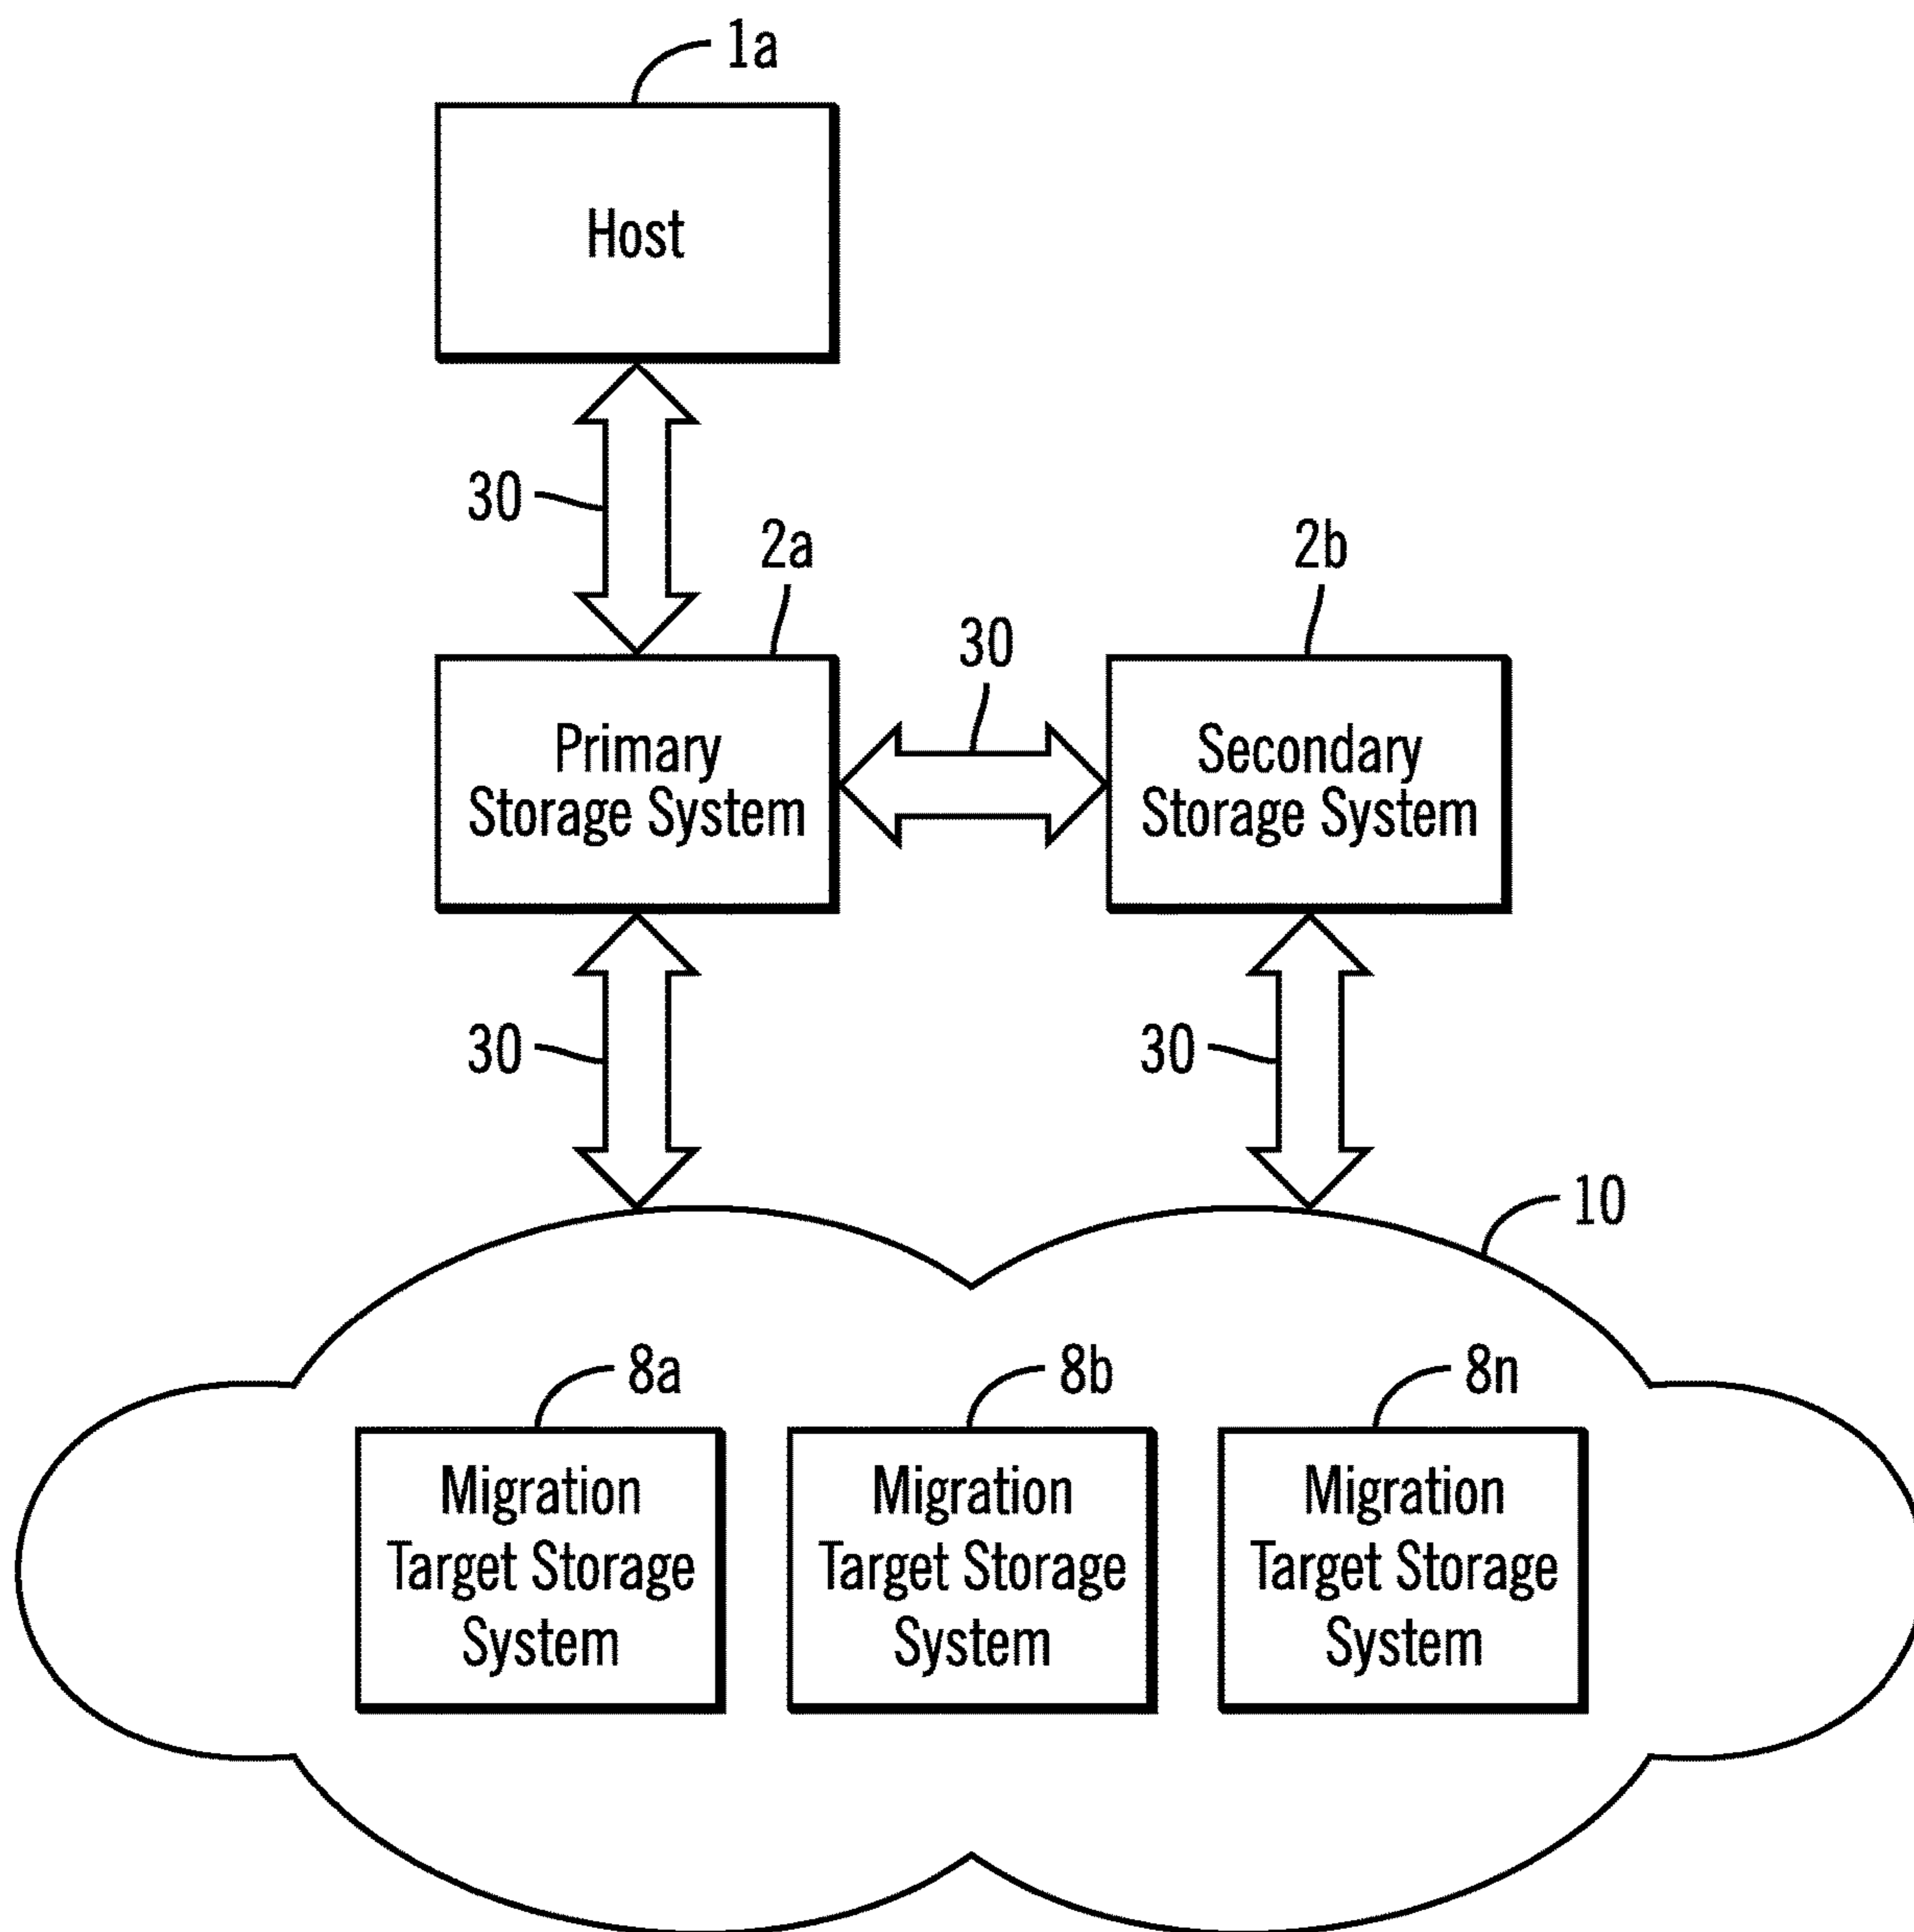 1a
Host
30
2a
2b
30
Primary
Storage System
Secondary
Storage System
30
30
10
8a
8b
8n
Migration
Target Storage
System
Migration
Target Storage
System
Migration
Target Storage
System